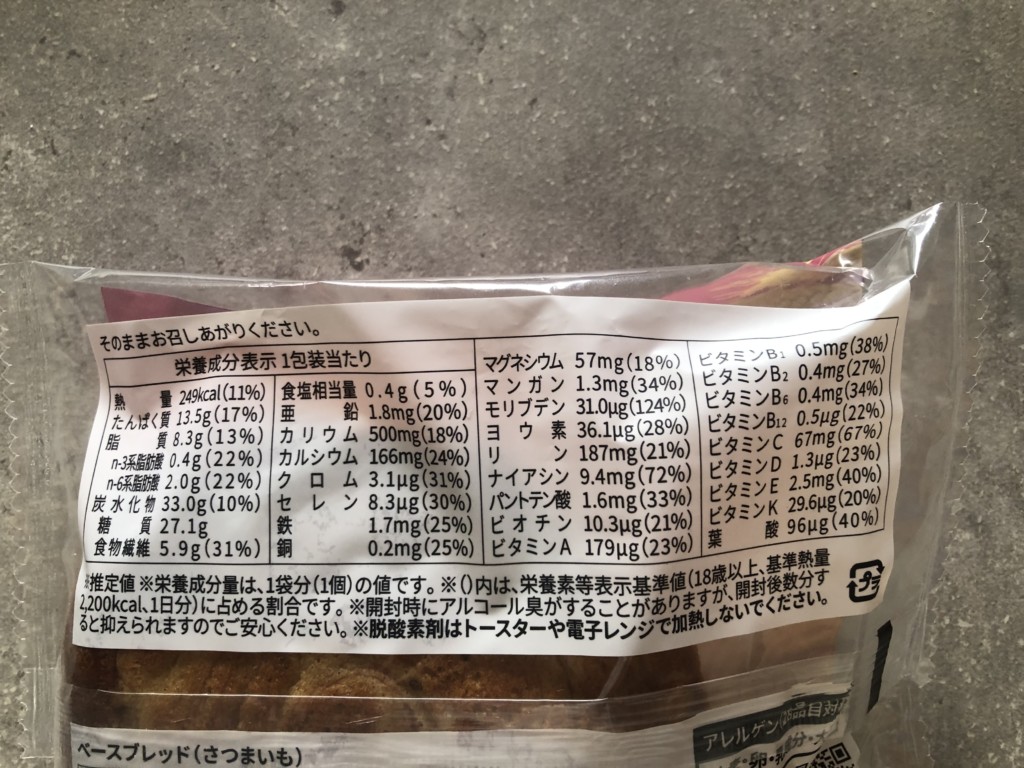 そのままお召しあがりください。
栄養成分表示 1包装当たり
熱量 249kcal(11%)
たんぱく質 13.5g(17%)
脂質 8.3g(13%)
n-3系脂肪酸 0.4g(22%)
n-6系脂肪酸 2.0g(22%)
炭水化物 33.0g(10%)
糖質 27.1g
食物繊維 5.9g(31%)
食塩相当量 0.4g(5%)
亜鉛 1.8mg(20%)
カリウム 500mg(18%)
カルシウム 166mg(24%)
クロム 3.1μg(31%)
セレン 8.3μg(30%)
鉄 1.7mg(25%)
銅 0.2mg(25%)
マグネシウム 57mg(18%)
マンガン 1.3mg(34%)
モリブデン 31.0μg(124%)
ヨウ素 36.1μg(28%)
リン 187mg(21%)
ナイアシン 9.4mg(72%)
パントテン酸 1.6mg(33%)
ビオチン 10.3μg(21%)
ビタミンA 179μg(23%)
ビタミンB1 0.5mg(38%)
ビタミンB2 0.4mg(27%)
ビタミンB6 0.4mg(34%)
ビタミンB12 0.5μg(22%)
ビタミンC 67mg(67%)
ビタミンD 1.3μg(23%)
ビタミンE 2.5mg(40%)
ビタミンK 29.6μg(20%)
葉酸 96μg(40%)
※推定値 ※栄養成分量は、1袋分(1個)の値です。※()内は、栄養素等表示基準値(18歳以上、基準熱量
2,200kcal、1日分)に占める割合です。※開封時にアルコール臭がすることがありますが、開封後数分す
ると抑えられますのでご安心ください。※脱酸素剤はトースターや電子レンジで加熱しないでください。
プラ
ベースブレッド(さつまいも)
アレルゲン
卵・